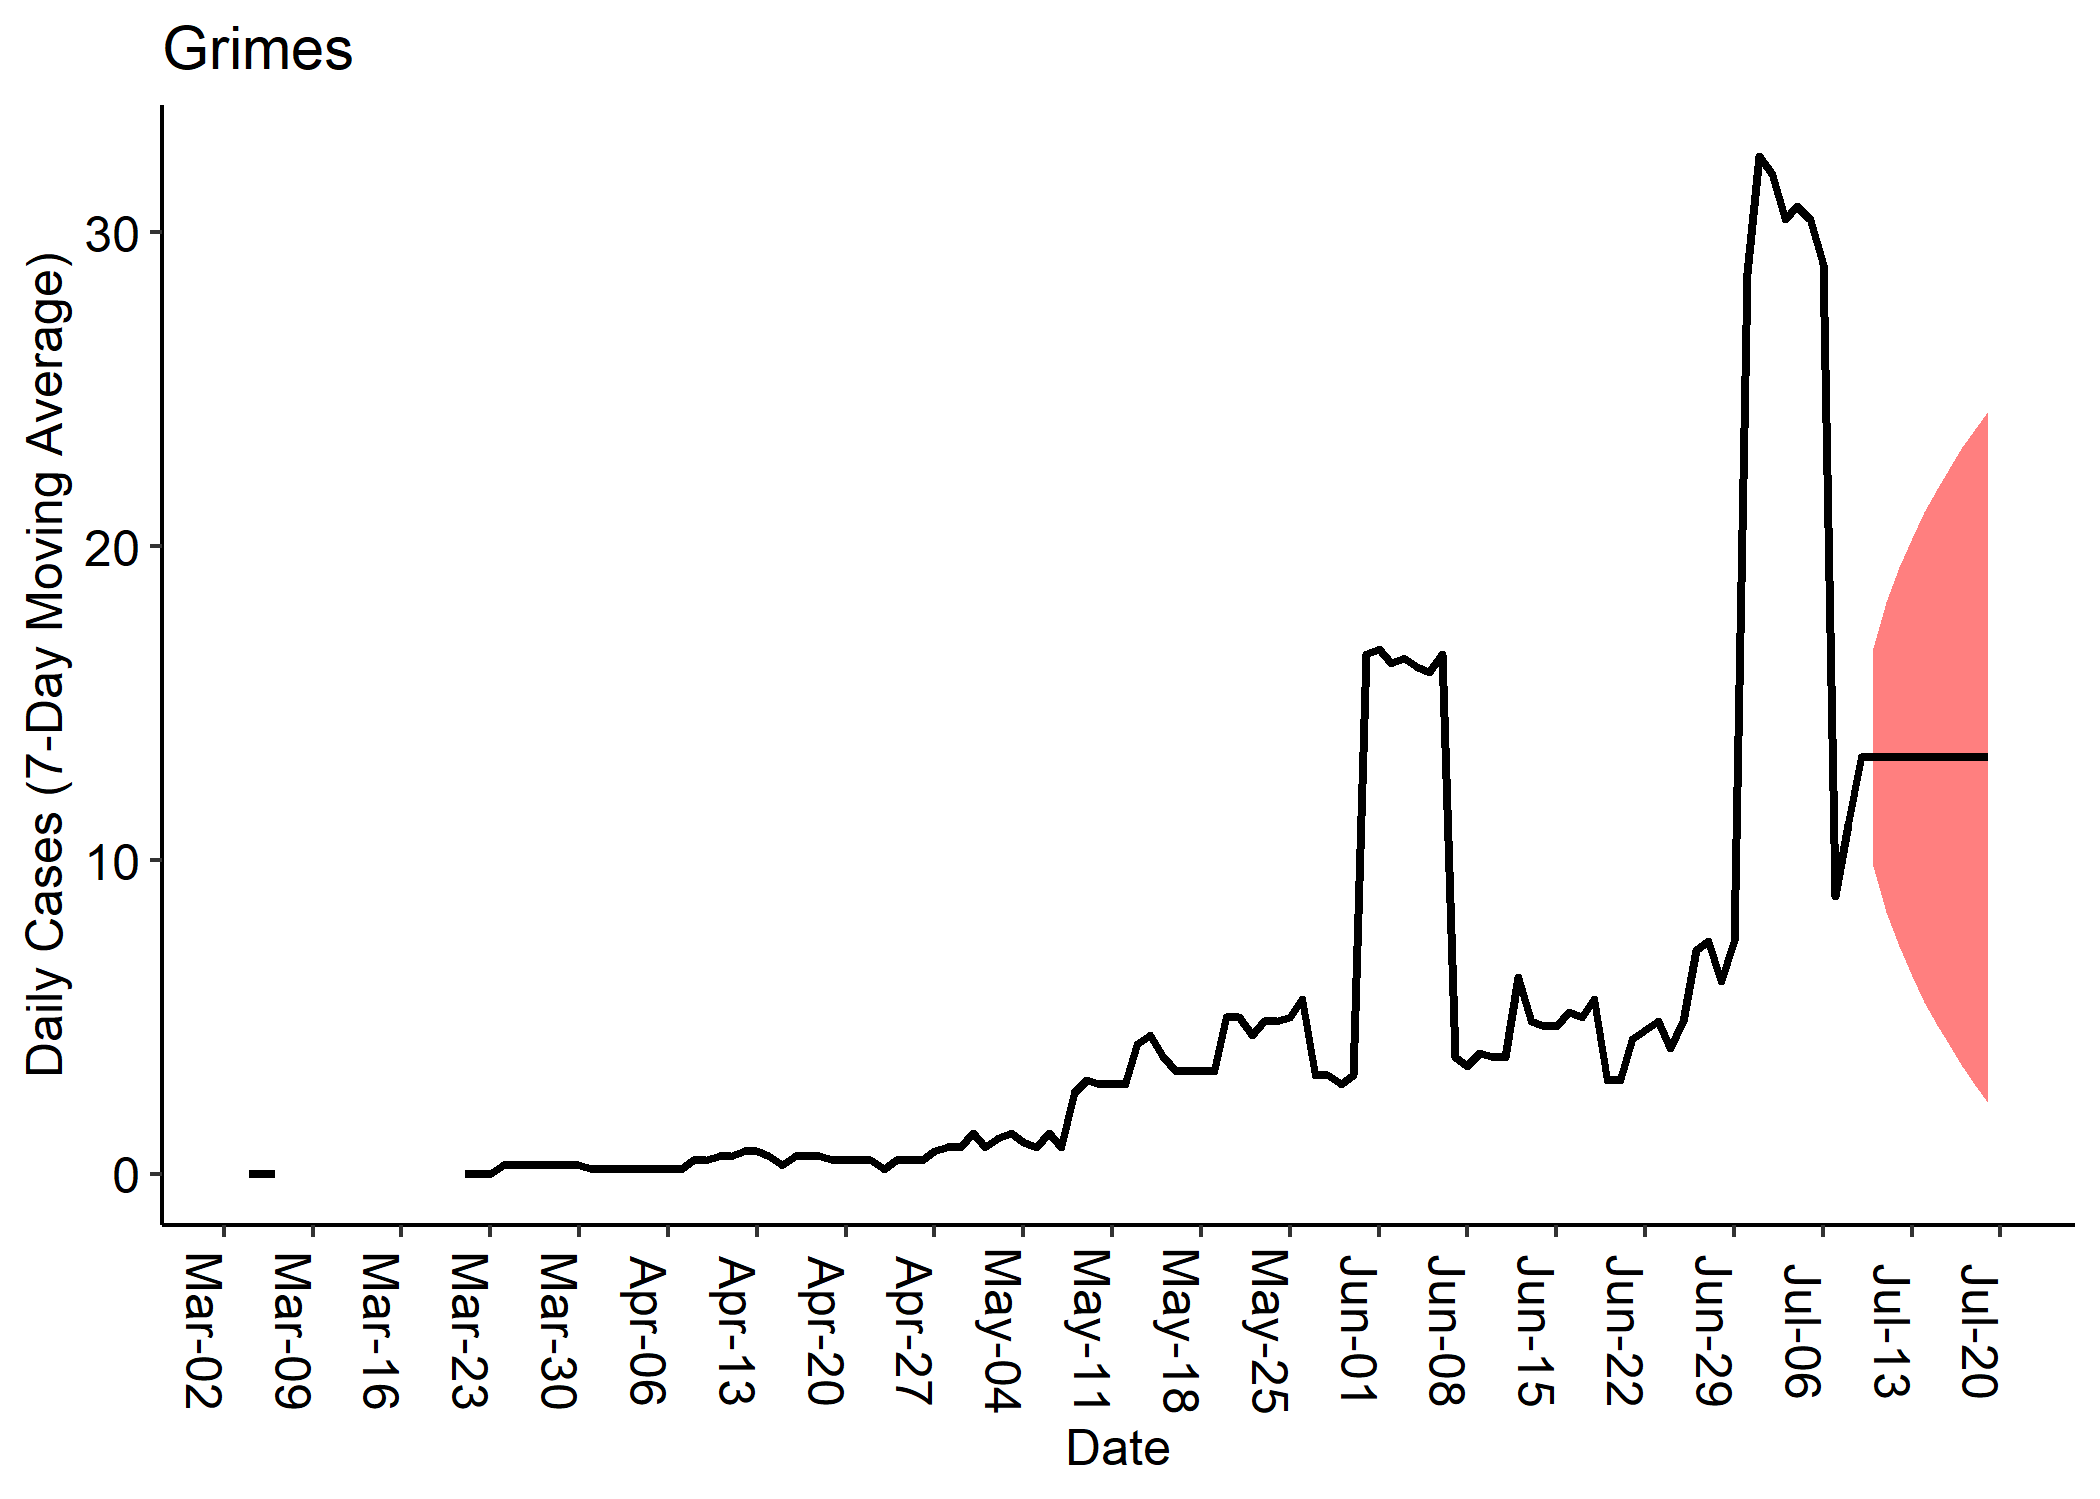 Grimes
Daily Cases (7-Day Moving Average)
30
20
10
0
Mar-02
Mar-09
Mar-16
Mar-23
Mar-30
Apr-06
Apr-13
Apr-20
Apr-27
May-04
May-11
May-18
May-25
Jun-01
Jun-08
Jun-15
Jun-22
Jun-29
Jul-06
Jul-13
Jul-20
Date